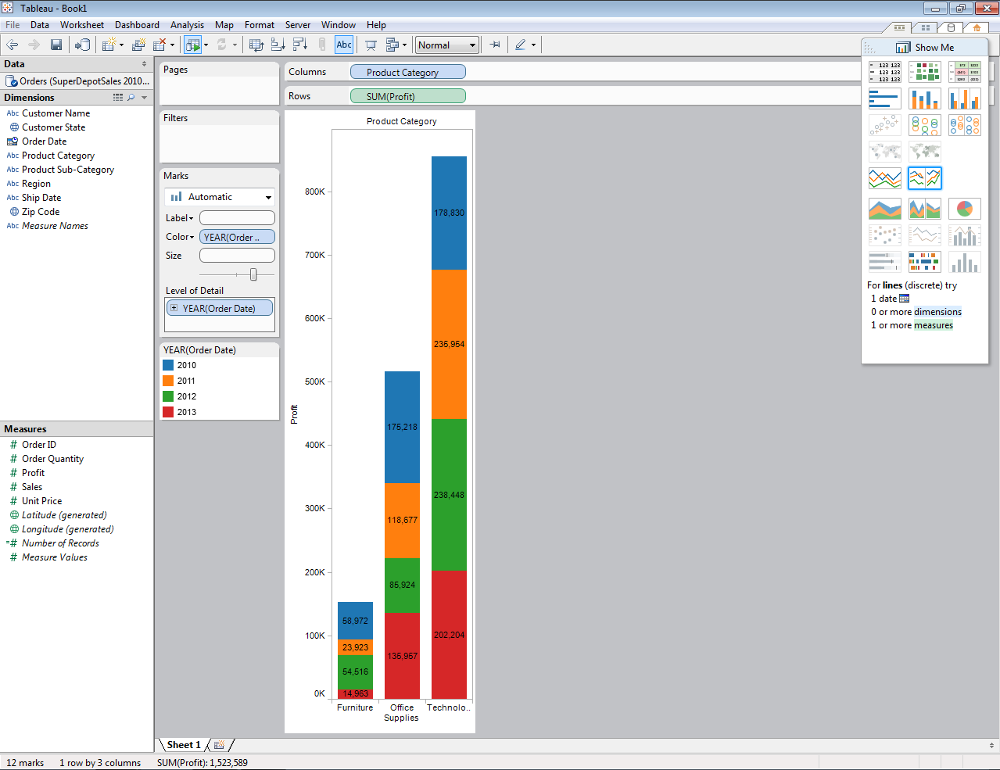 Tableau - Book1
File Data Worksheet Dashboard Analysis Map Format Server Window Help
Abc Normal
Data
Orders (SuperDepotSales 2010...
Dimensions
Abc Customer Name
Customer State
Order Date
Abc Product Category
Abc Product Sub-Category
Abc Region
Abc Ship Date
Zip Code
Abc Measure Names
Measures
# Order ID
# Order Quantity
# Profit
# Sales
# Unit Price
Latitude (generated)
Longitude (generated)
=# Number of Records
# Measure Values
Pages
Filters
Marks
Automatic
Label
Color YEAR(Order ..
Size
Level of Detail
YEAR(Order Date)
YEAR(Order Date)
2010
2011
2012
2013
Columns Product Category
Rows SUM(Profit)
Product Category
Profit
800K
700K
600K
500K
400K
300K
200K
100K
0K
58,972
23,923
54,516
14,963
175,218
118,677
85,924
135,957
178,830
235,954
238,448
202,204
Furniture
Office
Supplies
Technolo..
Show Me
123 123
123 123
123 123
For lines (discrete) try
1 date
0 or more dimensions
1 or more measures
Sheet 1
12 marks 1 row by 3 columns SUM(Profit): 1,523,589